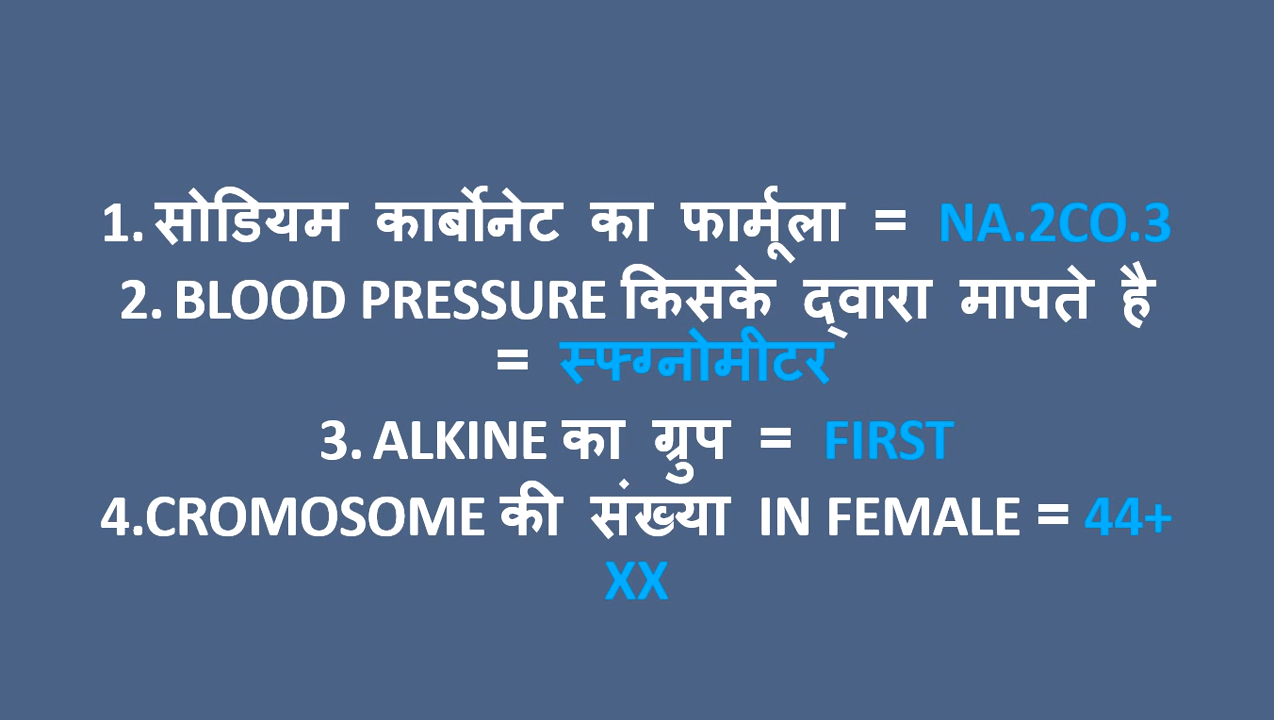 1. सोडियम कार्बोनेट का फार्मूला = NA.2CO.3
2. BLOOD PRESSURE किसके द्वारा मापते है
= स्फ्ग्नोमीटर
3. ALKINE का ग्रुप = FIRST
4.CROMOSOME की संख्या IN FEMALE = 44+
XX